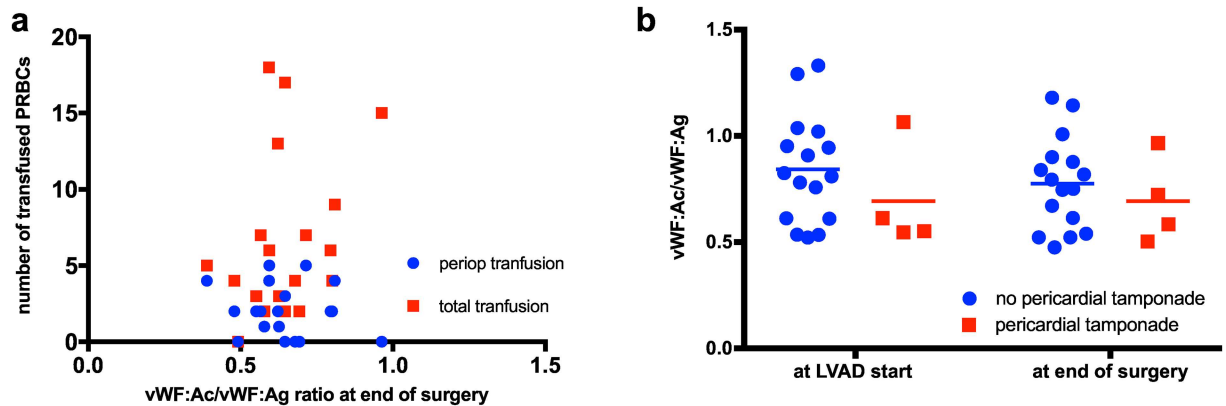 a
number of transfused PRBCs
20
15
10
5
0
0.0 0.5 1.0 1.5
vWF:Ac/vWF:Ag ratio at end of surgery
periop tranfusion
total tranfusion
b
vWF:Ac/vWF:Ag
1.5
1.0
0.5
0.0
at LVAD start at end of surgery
no pericardial tamponade
pericardial tamponade